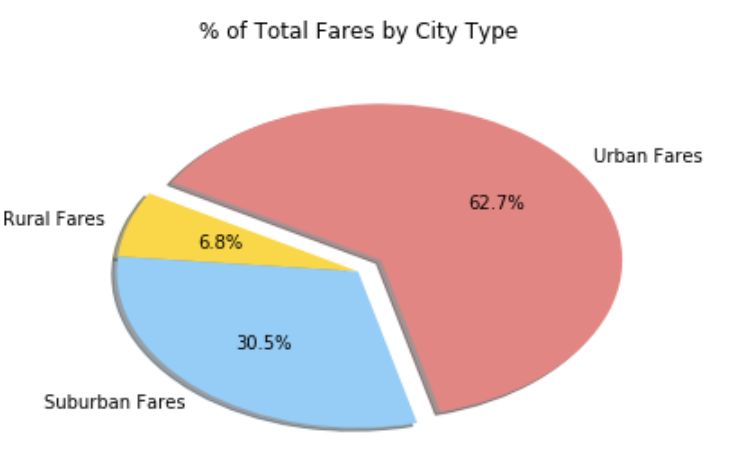 % of Total Fares by City Type
Urban Fares
62.7%
Rural Fares
6.8%
30.5%
Suburban Fares